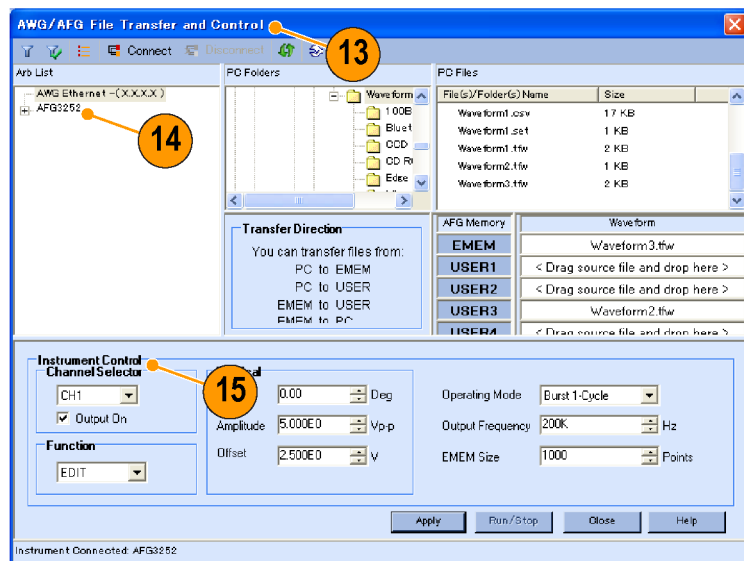 AWG/AFG File Transfer and Control
13
Connect
Disconnect
Arb List
PC Folders
PC Files
AWG Ethernet -(X.X.X.X)
AFG3252
14
Waveform
100B
Bluet
CCD
CD R
Edge
File(s)/Folder(s) Name Size
Waveform1.csv 17 KB
Waveform1.set 1 KB
Waveform1.tfw 2 KB
Waveform2.tfw 1 KB
Waveform3.tfw 2 KB
Transfer Direction
You can transfer files from:
PC to EMEM
PC to USER
EMEM to USER
EMEM to PC
AFG Memory Waveform
EMEM Waveform3.tfw
USER1 < Drag source file and drop here >
USER2 < Drag source file and drop here >
USER3 Waveform2.tfw
USER4 < Drag source file and drop here >
Instrument Control
15
Channel Selector
CH1
Output On
Function
EDIT
0.00 Deg
Amplitude 5.000E0 Vp-p
Offset 2.500E0 V
Operating Mode Burst 1-Cycle
Output Frequency 200K Hz
EMEM Size 1000 Points
Apply Run/Stop Close Help
Instrument Connected: AFG3252